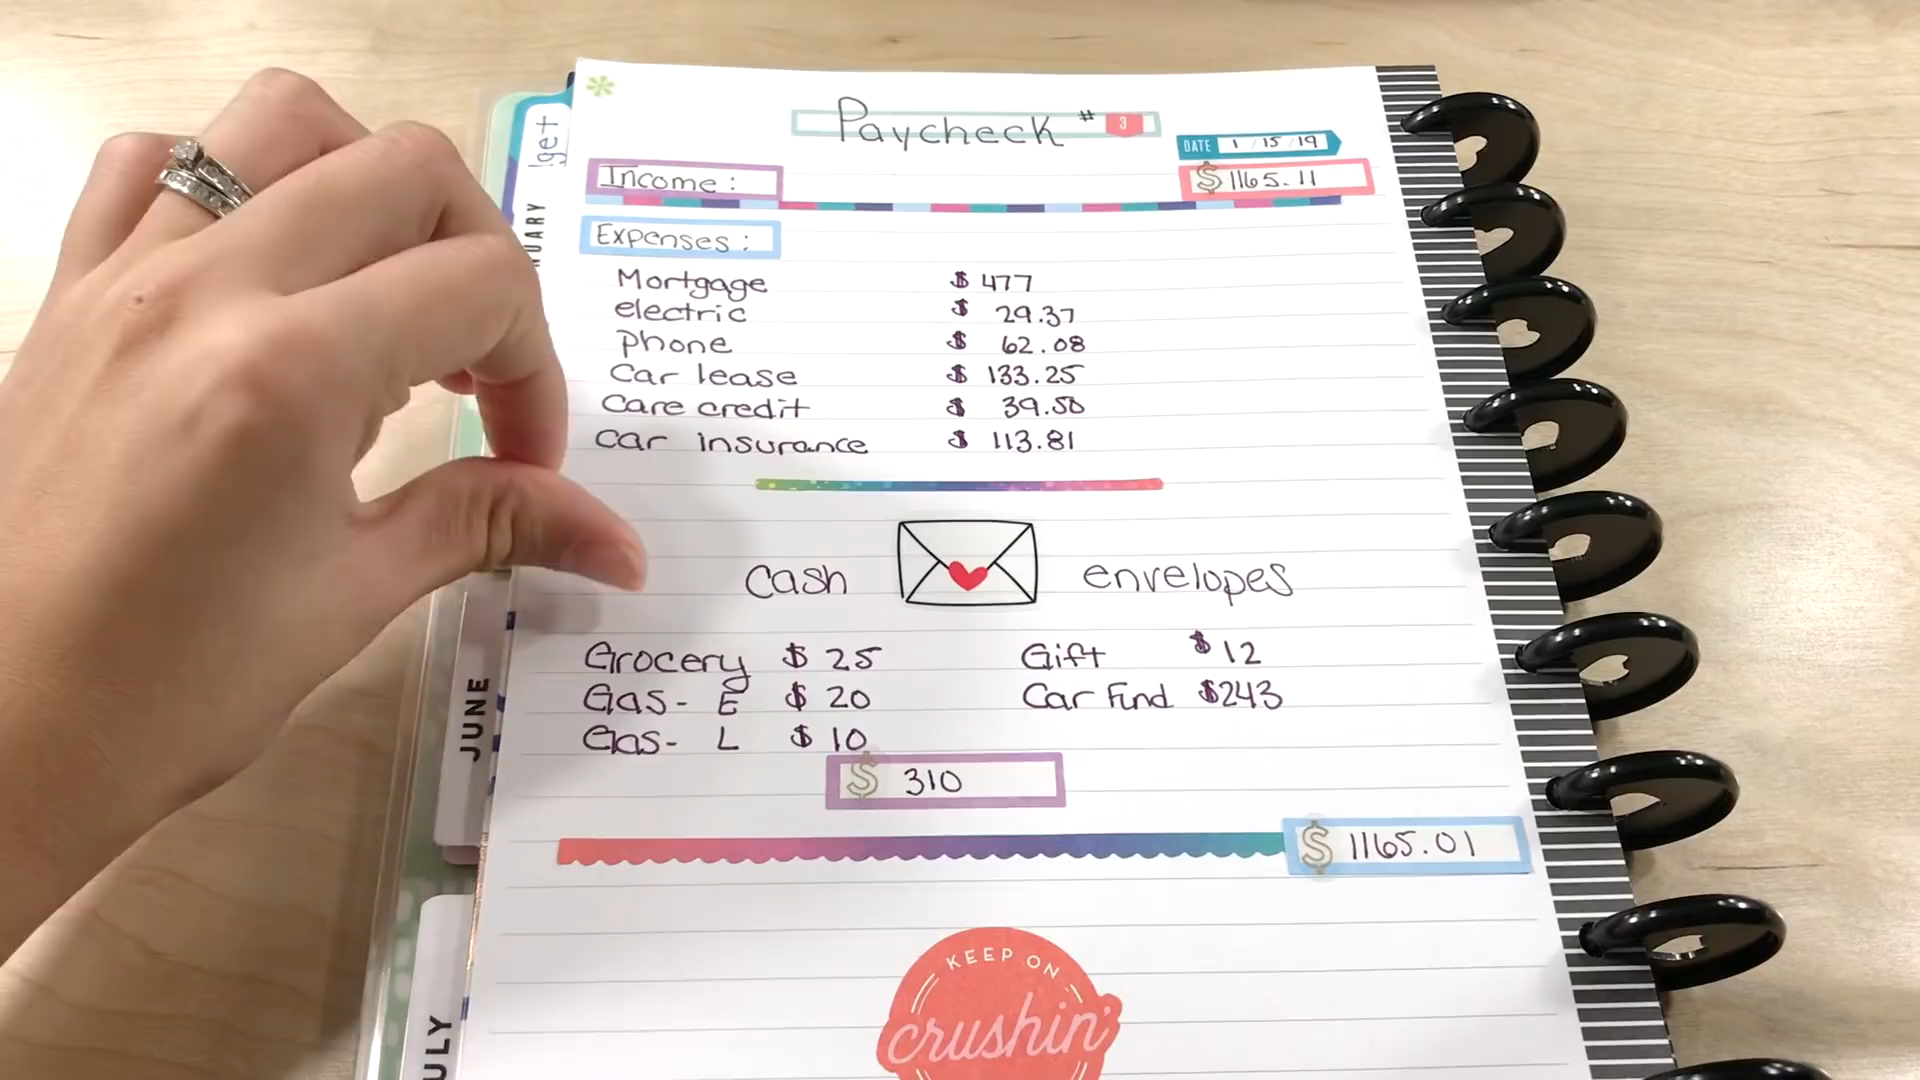 Paycheck # 3
DATE 1/15/19
Income: $ 1165.11
Expenses:
Mortgage $ 477
electric $ 29.37
phone $ 62.08
Car lease $ 133.25
Care credit $ 39.50
Car insurance $ 113.81
Cash envelopes
Grocery $ 25 Gift $ 12
Gas- E $ 20 Car Fund $243
Gas- L $ 10
$ 310
$ 1165.01
KEEP ON
crushin'
JUNE